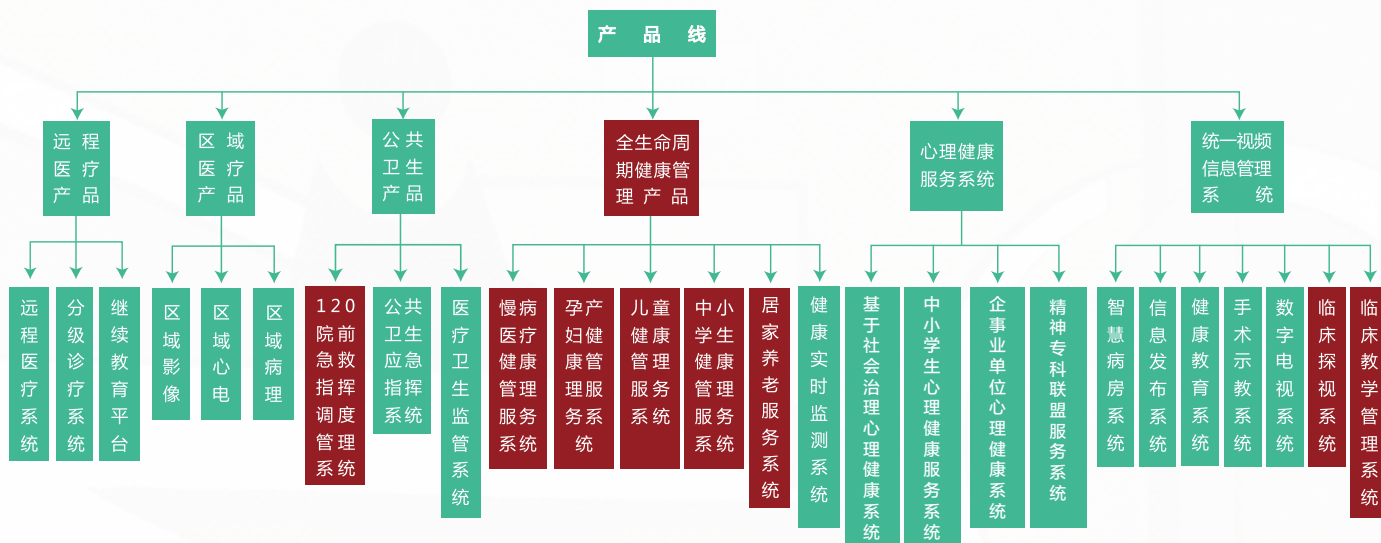 产 品 线
远 程
医 疗
产 品
区 域
医 疗
产 品
公 共
卫 生
产 品
全生命周
期健康管
理 产 品
心理健康
服务系统
统一视频
信息管理
系 统
远程医疗系统
分级诊疗系统
继续教育平台
区域影像
区域心电
区域病理
120
院前
急救
指挥
调度
管理
系统
公共
卫生
应急
指挥
系统
医疗卫生监管系统
慢病
医疗
健康
管理
服务
系统
孕产
妇健
康管
理服
务系
统
儿童
健康
管理
服务
系统
中小
学生
健康
管理
服务
系统
居家养老服务系统
健康实时监测系统
基于社会治理心理健康系统
中小学生心理健康服务系统
企事业单位心理健康系统
精神专科联盟服务系统
智慧病房系统
信息发布系统
健康教育系统
手术示教系统
数字电视系统
临床探视系统
临床教学管理系统